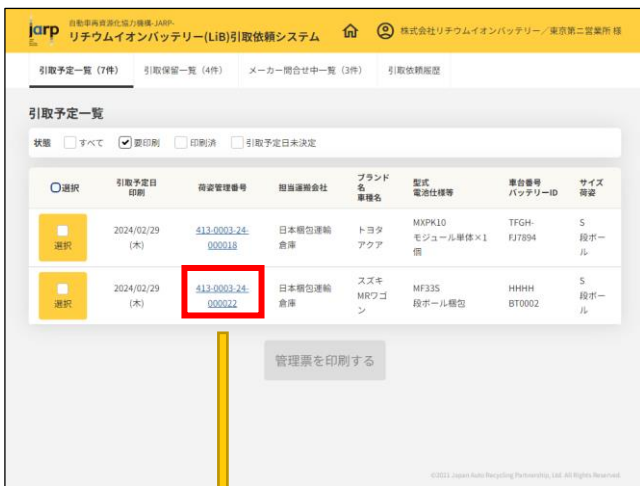 自動車再資源化協力機構-JARP-
jarp リチウムイオンバッテリー(LiB)引取依頼システム 株式会社リチウムイオンバッテリー／東京第二営業所 様
引取予定一覧（7件） 引取保留一覧（4件） メーカー問合せ中一覧（3件） 引取依頼履歴
引取予定一覧
状態 すべて 要印刷 印刷済 引取予定日未決定
選択 引取予定日 印刷 荷姿管理番号 担当運搬会社 ブランド名 車種名 型式 電池仕様等 車台番号 バッテリーID サイズ 荷姿
選択 2024/02/29 (木) 413-0003-24-000018 日本梱包運輸倉庫 トヨタ アクア MXPK10 モジュール単体×1個 TFGH-FJ7894 S 段ボール
選択 2024/02/29 (木) 413-0003-24-000022 日本梱包運輸倉庫 スズキ MRワゴン MF33S 段ボール梱包 HHHH BT0002 S 段ボール
管理票を印刷する
©2021 Japan Auto Recycling Partnership, Ltd. All Rights Reserved.